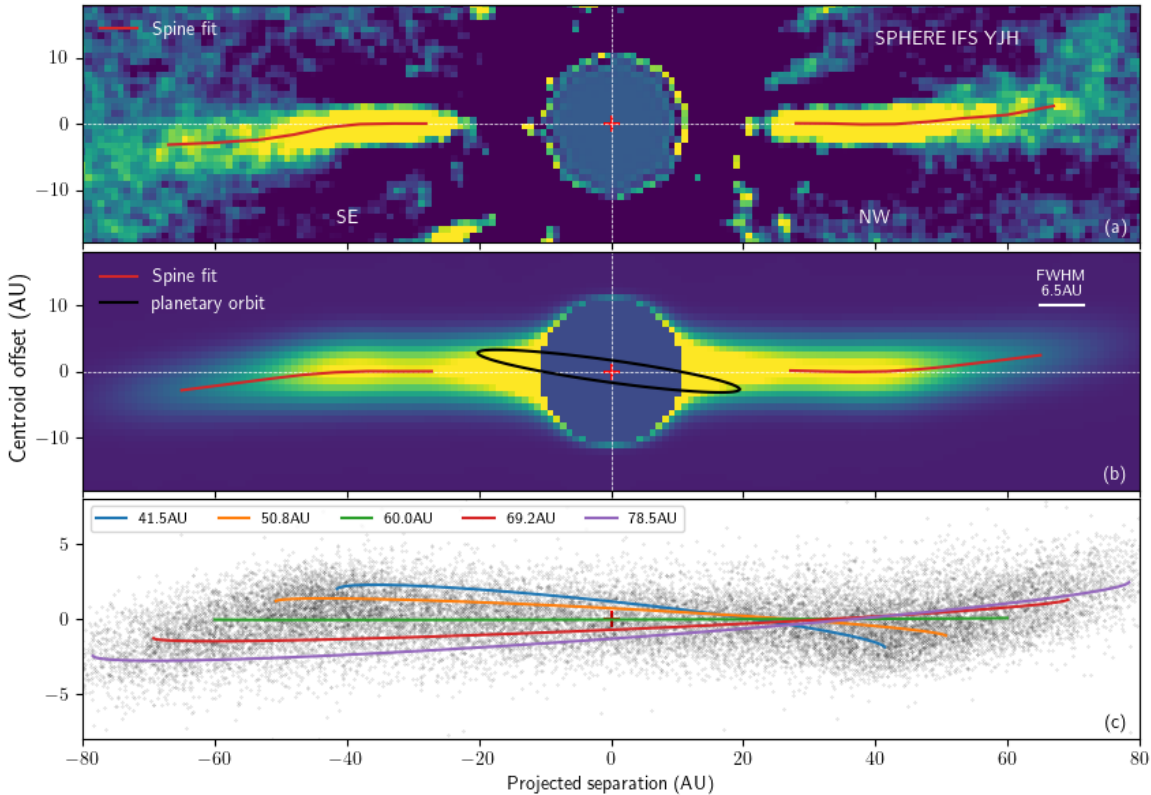 Spine fit
SPHERE IFS YJH
10
0
−10
SE
NW
(a)
Spine fit
planetary orbit
FWHM
6.5AU
10
0
−10
(b)
Centroid offset (AU)
41.5AU 50.8AU 60.0AU 69.2AU 78.5AU
5
0
−5
(c)
−80 −60 −40 −20 0 20 40 60 80
Projected separation (AU)